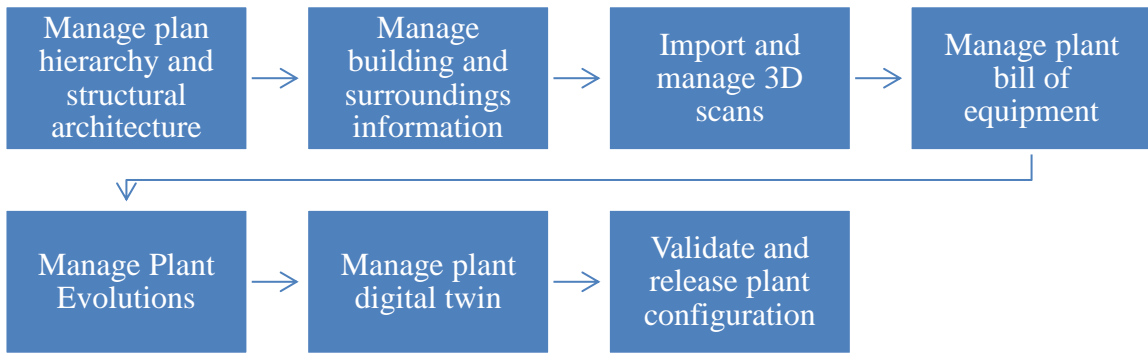 Manage plan
hierarchy and
structural
architecture
Manage
building and
surroundings
information
Import and
manage 3D
scans
Manage plant
bill of
equipment
Manage Plant
Evolutions
Manage plant
digital twin
Validate and
release plant
configuration